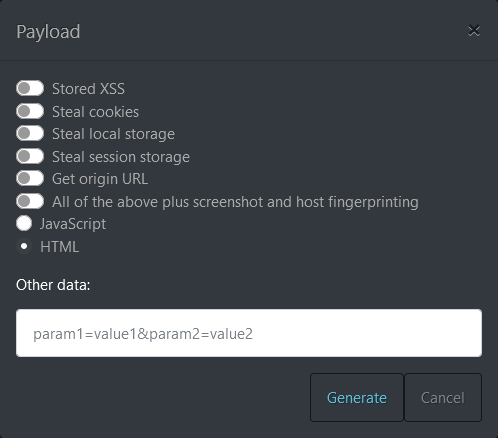 Payload
×
Stored XSS
Steal cookies
Steal local storage
Steal session storage
Get origin URL
All of the above plus screenshot and host fingerprinting
JavaScript
HTML
Other data:
param1=value1&param2=value2
Generate Cancel